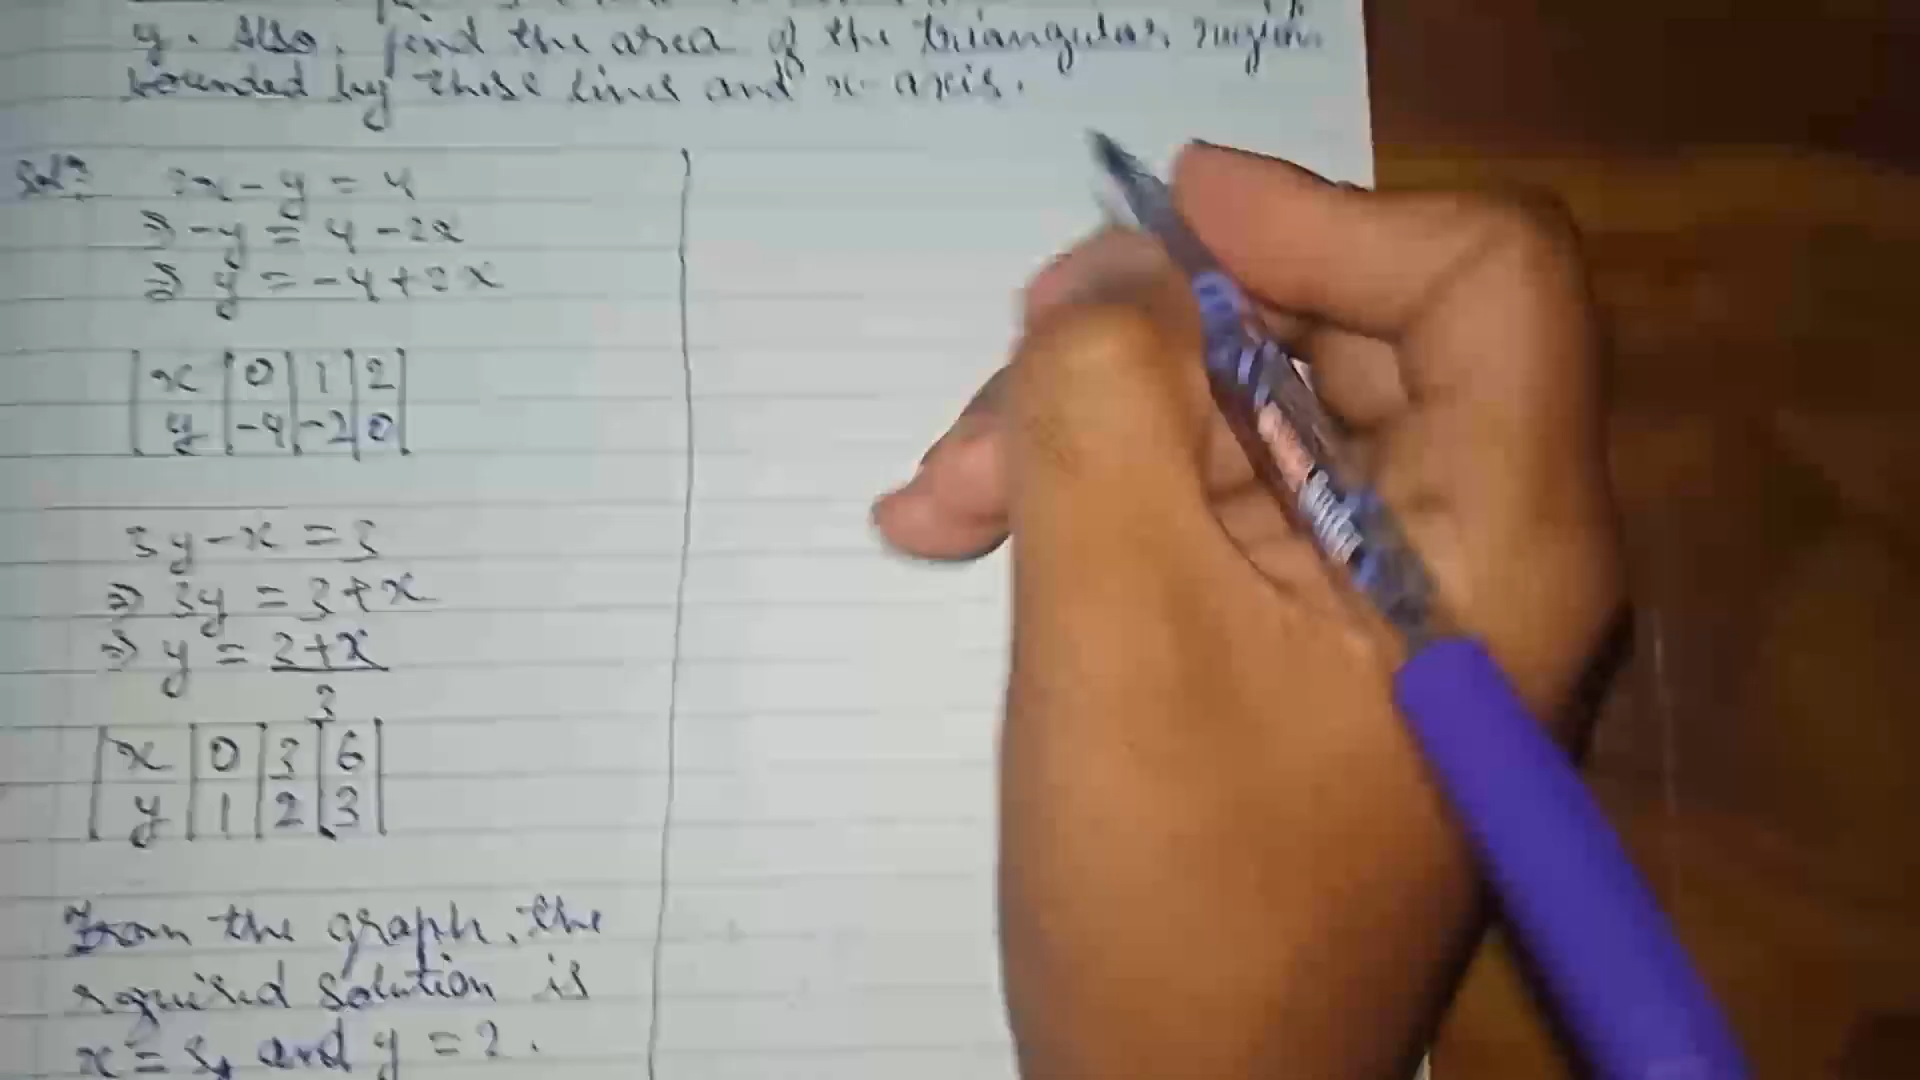 y. Also, find the area of the triangular region
bounded by these lines and x-axis.
Solⁿ
2x - y = 4
⇒ -y = 4 - 2x
⇒ y = -4 + 2x
x 0 1 2
y -4 -2 0
3y - x = 3
⇒ 3y = 3 + x
⇒ y = 3 + x
3
x 0 3 6
y 1 2 3
From the graph, the
required solution is
x = 3, and y = 2.